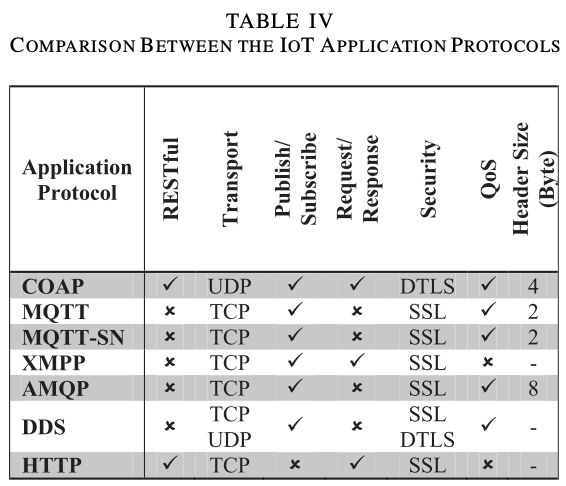 TABLE IV
COMPARISON BETWEEN THE IOT APPLICATION PROTOCOLS
Application Protocol | RESTful | Transport | Publish/ Subscribe | Request/ Response | Security | QoS | Header Size (Byte)
COAP ✓ UDP ✓ ✓ DTLS ✓ 4
MQTT × TCP ✓ × SSL ✓ 2
MQTT-SN × TCP ✓ × SSL ✓ 2
XMPP × TCP ✓ ✓ SSL × -
AMQP × TCP ✓ × SSL ✓ 8
DDS × TCP UDP ✓ × SSL DTLS ✓ -
HTTP ✓ TCP × ✓ SSL × -